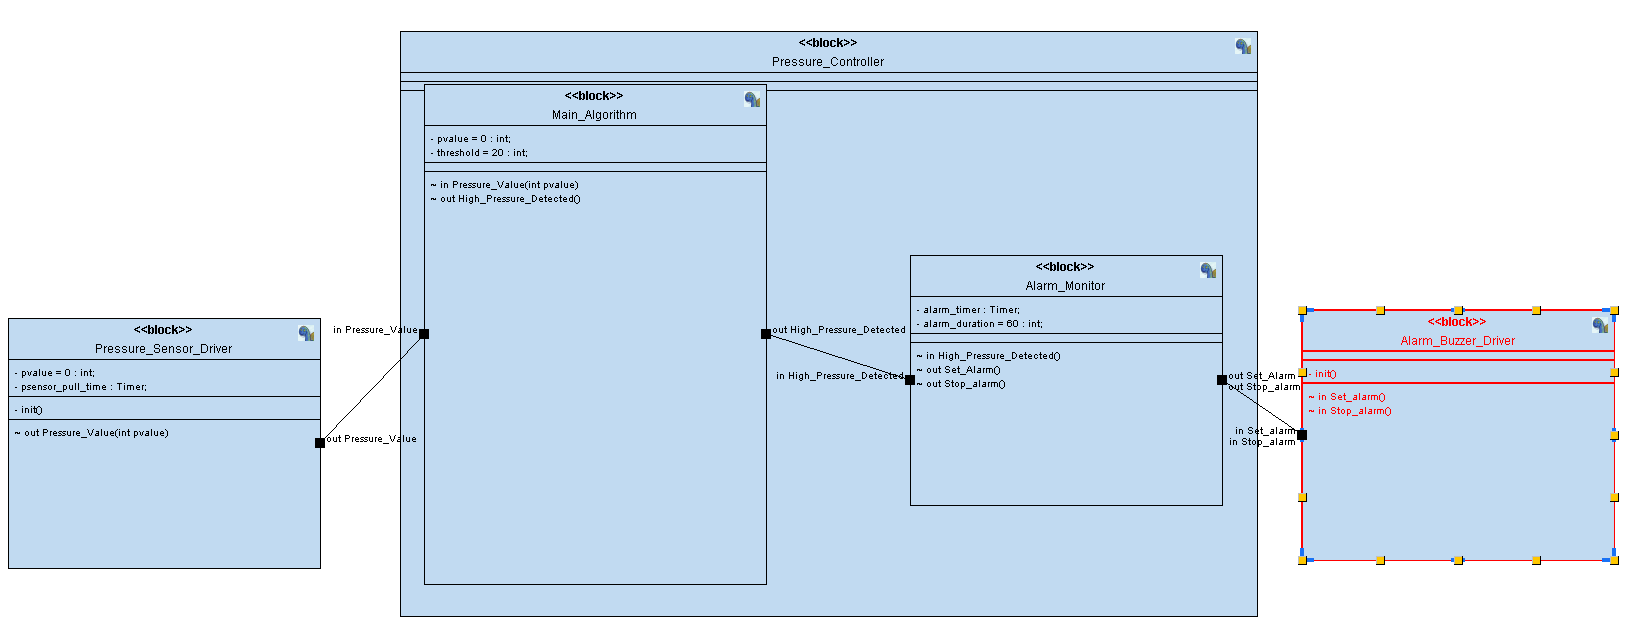 <<block>>
Pressure_Controller
<<block>>
Main_Algorithm
- pvalue = 0 : int;
- threshold = 20 : int;
~ in Pressure_Value(int pvalue)
~ out High_Pressure_Detected()
<<block>>
Alarm_Monitor
- alarm_timer : Timer;
- alarm_duration = 60 : int;
~ in High_Pressure_Detected()
~ out Set_Alarm()
~ out Stop_alarm()
<<block>>
Pressure_Sensor_Driver
- pvalue = 0 : int;
- psensor_pull_time : Timer;
- init()
~ out Pressure_Value(int pvalue)
in Pressure_Value
out Pressure_Value
out High_Pressure_Detected
in High_Pressure_Detected
out Set_Alarm
out Stop_alarm
in Set_alarm
in Stop_alarm
<<block>>
Alarm_Buzzer_Driver
- init()
~ in Set_alarm()
~ in Stop_alarm()